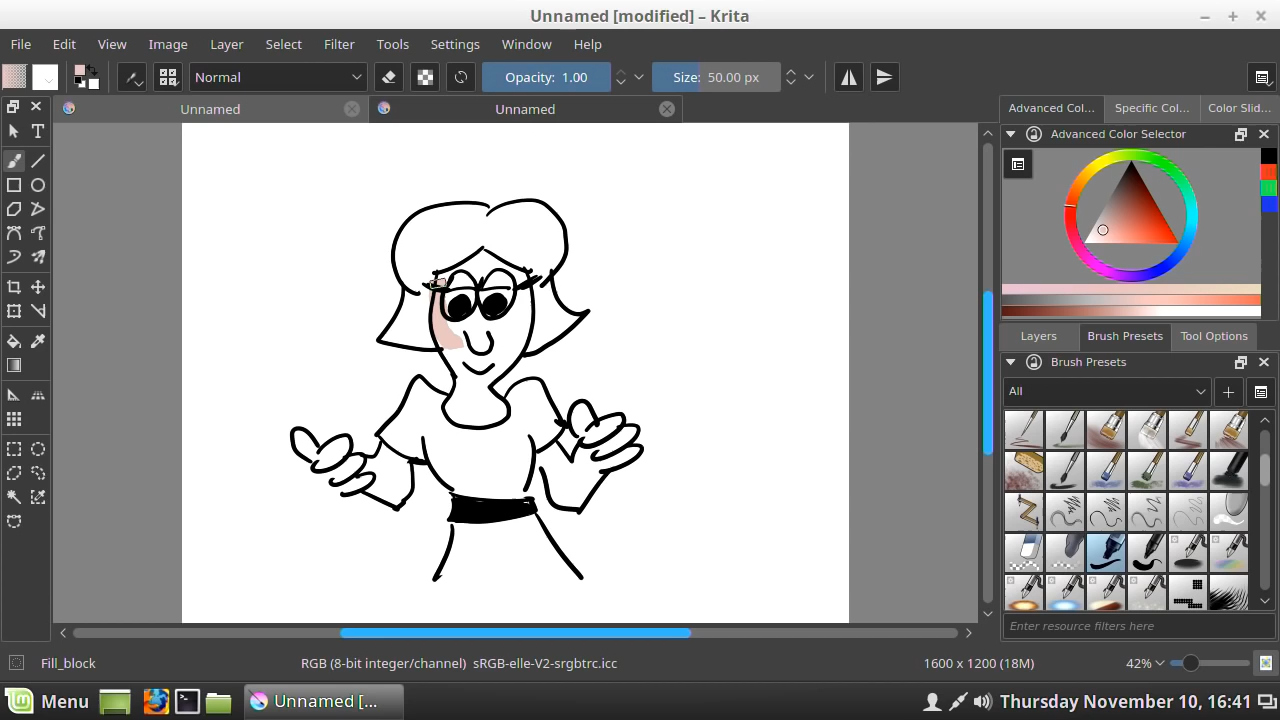 Unnamed [modified] – Krita
File Edit View Image Layer Select Filter Tools Settings Window Help
Normal Opacity: 1.00 Size: 50.00 px
Unnamed Unnamed
Advanced Col... Specific Col... Color Slid...
Advanced Color Selector
Layers Brush Presets Tool Options
Brush Presets
All
Enter resource filters here
Fill_block RGB (8-bit integer/channel) sRGB-elle-V2-srgbtrc.icc 1600 x 1200 (18M) 42%
Menu Unnamed [... Thursday November 10, 16:41